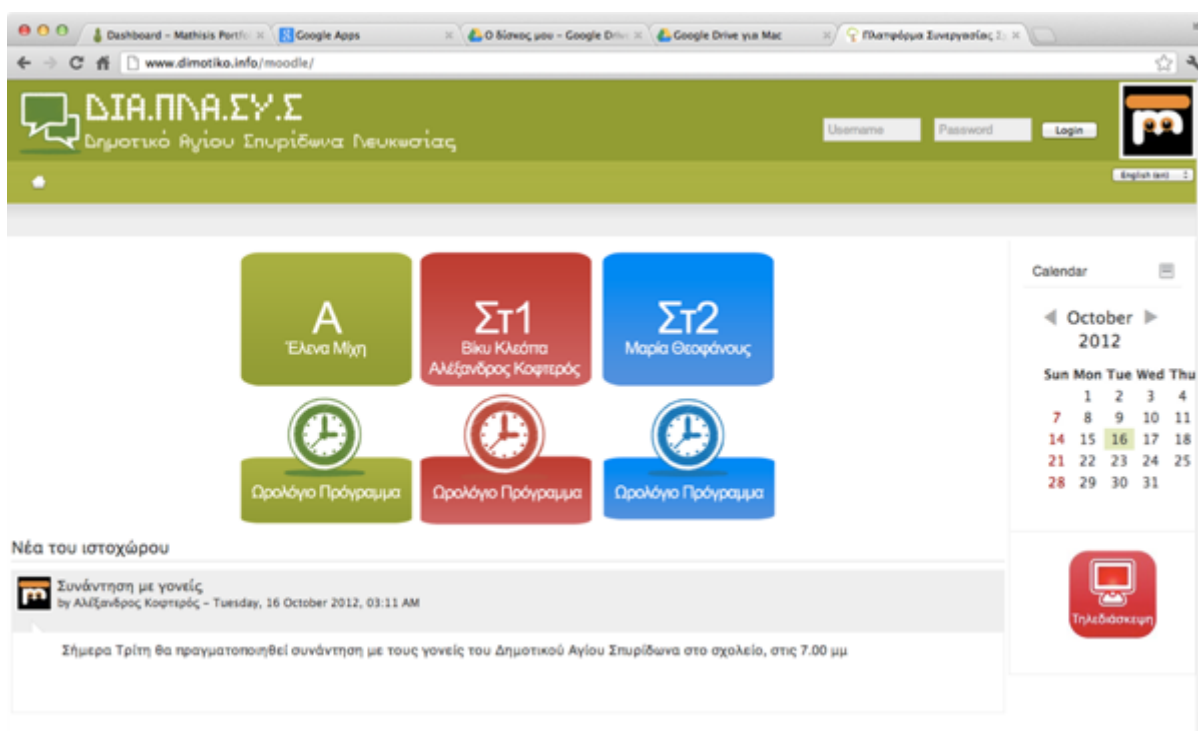 Dashboard – Mathisis Portfo
Google Apps
Ο δίσκος μου – Google Drive
Google Drive για Mac
Πλατφόρμα Συνεργασίας Σ
www.dimotiko.info/moodle/
ΔΙΑ.ΠΛΑ.ΣΥ.Σ
Δημοτικό Αγίου Σπυρίδωνα Λευκωσίας
Username
Password
Login
English (en)
Α
Έλενα Μίχη
Στ1
Βίκυ Κλεόπα
Αλέξανδρος Κοφτερός
Στ2
Μαρία Θεοφάνους
Ωρολόγιο Πρόγραμμα
Ωρολόγιο Πρόγραμμα
Ωρολόγιο Πρόγραμμα
Calendar
October
2012
Sun Mon Tue Wed Thu
1 2 3 4
7 8 9 10 11
14 15 16 17 18
21 22 23 24 25
28 29 30 31
Τηλεδιάσκεψη
Νέα του ιστοχώρου
Συνάντηση με γονείς
by Αλέξανδρος Κοφτερός – Tuesday, 16 October 2012, 03:11 AM
Σήμερα Τρίτη θα πραγματοποιηθεί συνάντηση με τους γονείς του Δημοτικού Αγίου Σπυρίδωνα στο σχολείο, στις 7.00 μμ